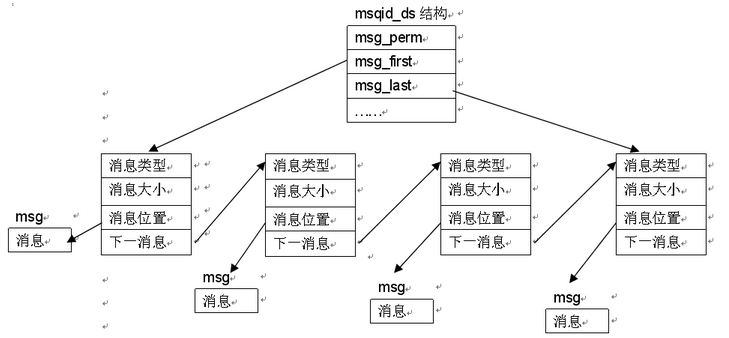 msqid_ds 结构
msg_perm
msg_first
msg_last
……
消息类型
消息大小
消息位置
下一消息
msg
消息
消息类型
消息大小
消息位置
下一消息
msg
消息
消息类型
消息大小
消息位置
下一消息
msg
消息
消息类型
消息大小
消息位置
下一消息
msg
消息